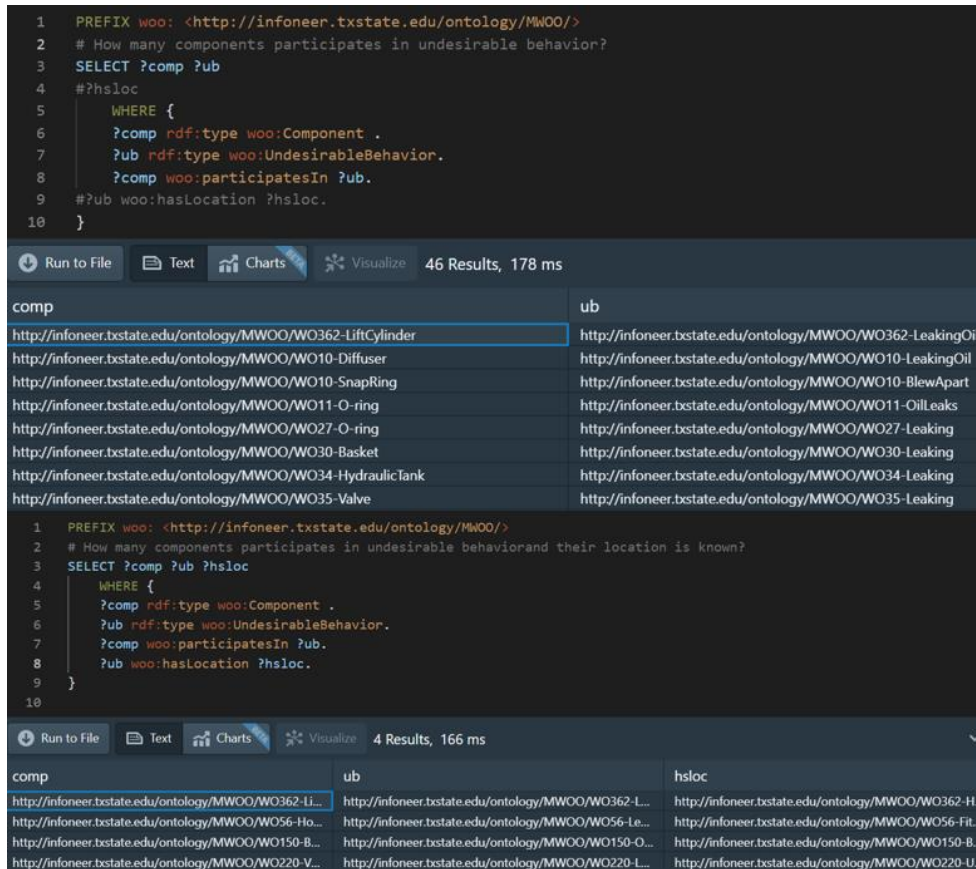 1 PREFIX woo: <http://infoneer.txstate.edu/ontology/MWOO/>
2 # How many components participates in undesirable behavior?
3 SELECT ?comp ?ub
4 #?hsloc
5 WHERE {
6 ?comp rdf:type woo:Component .
7 ?ub rdf:type woo:UndesirableBehavior.
8 ?comp woo:participatesIn ?ub.
9 #?ub woo:hasLocation ?hsloc.
10 }
Run to File Text Charts BETA Visualize 46 Results, 178 ms
comp ub
http://infoneer.txstate.edu/ontology/MWOO/WO362-LiftCylinder http://infoneer.txstate.edu/ontology/MWOO/WO362-LeakingOi
http://infoneer.txstate.edu/ontology/MWOO/WO10-Diffuser http://infoneer.txstate.edu/ontology/MWOO/WO10-LeakingOil
http://infoneer.txstate.edu/ontology/MWOO/WO10-SnapRing http://infoneer.txstate.edu/ontology/MWOO/WO10-BlewApart
http://infoneer.txstate.edu/ontology/MWOO/WO11-O-ring http://infoneer.txstate.edu/ontology/MWOO/WO11-OilLeaks
http://infoneer.txstate.edu/ontology/MWOO/WO27-O-ring http://infoneer.txstate.edu/ontology/MWOO/WO27-Leaking
http://infoneer.txstate.edu/ontology/MWOO/WO30-Basket http://infoneer.txstate.edu/ontology/MWOO/WO30-Leaking
http://infoneer.txstate.edu/ontology/MWOO/WO34-HydraulicTank http://infoneer.txstate.edu/ontology/MWOO/WO34-Leaking
http://infoneer.txstate.edu/ontology/MWOO/WO35-Valve http://infoneer.txstate.edu/ontology/MWOO/WO35-Leaking
1 PREFIX woo: <http://infoneer.txstate.edu/ontology/MWOO/>
2 # How many components participates in undesirable behaviorand their location is known?
3 SELECT ?comp ?ub ?hsloc
4 WHERE {
5 ?comp rdf:type woo:Component .
6 ?ub rdf:type woo:UndesirableBehavior.
7 ?comp woo:participatesIn ?ub.
8 ?ub woo:hasLocation ?hsloc.
9 }
10
Run to File Text Charts BETA Visualize 4 Results, 166 ms
comp ub hsloc
http://infoneer.txstate.edu/ontology/MWOO/WO362-Li... http://infoneer.txstate.edu/ontology/MWOO/WO362-L... http://infoneer.txstate.edu/ontology/MWOO/WO362-H.
http://infoneer.txstate.edu/ontology/MWOO/WO56-Ho... http://infoneer.txstate.edu/ontology/MWOO/WO56-Le... http://infoneer.txstate.edu/ontology/MWOO/WO56-Fit.
http://infoneer.txstate.edu/ontology/MWOO/WO150-B... http://infoneer.txstate.edu/ontology/MWOO/WO150-O... http://infoneer.txstate.edu/ontology/MWOO/WO150-B.
http://infoneer.txstate.edu/ontology/MWOO/WO220-V... http://infoneer.txstate.edu/ontology/MWOO/WO220-L... http://infoneer.txstate.edu/ontology/MWOO/WO220-U.